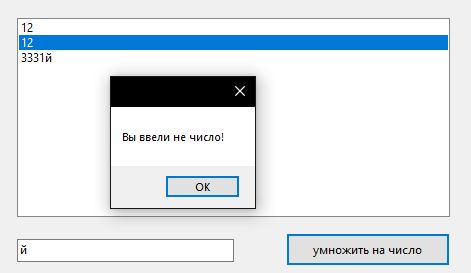 12
12
3331й
Вы ввели не число!
OK
й
умножить на число